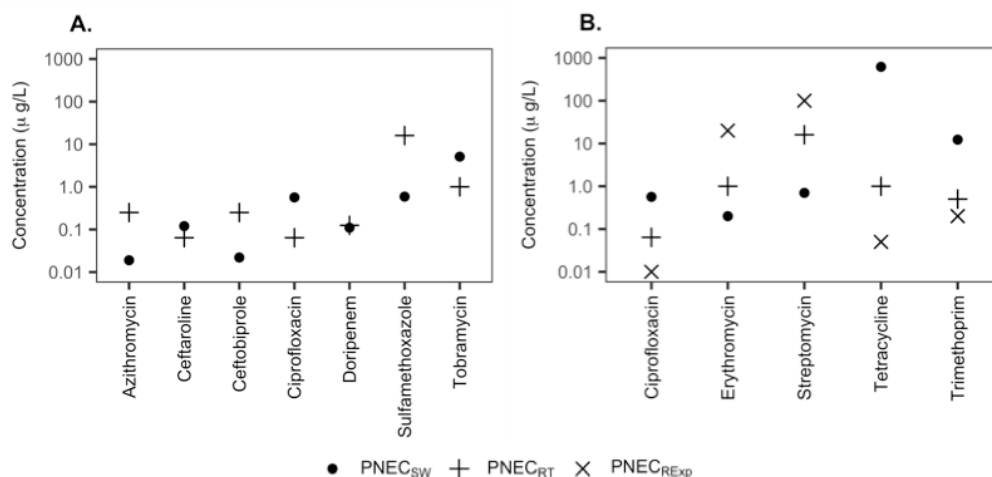 A.
Concentration (μ g/L)
1000
100
10
1.0
0.1
0.01
Azithromycin
Ceftaroline
Ceftobiprole
Ciprofloxacin
Doripenem
Sulfamethoxazole
Tobramycin
B.
Concentration (μ g/L)
1000
100
10
1.0
0.1
0.01
Ciprofloxacin
Erythromycin
Streptomycin
Tetracycline
Trimethoprim
PNECSW PNECRT PNECRExp